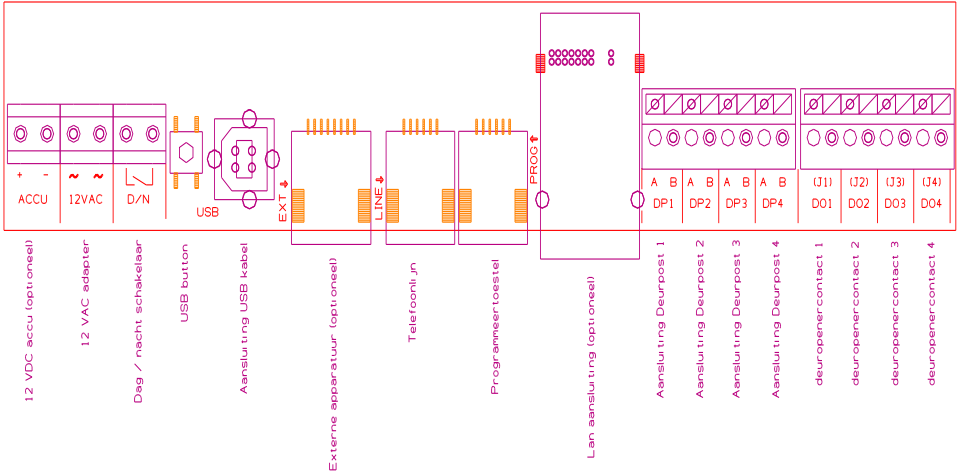 + - ~ ~
ACCU 12VAC D/N
USB
EXT
LINE
PROG
A B A B A B A B
DP1 DP2 DP3 DP4
(J1) (J2) (J3) (J4)
DO1 DO2 DO3 DO4
12 VDC accu (optioneel)
12 VAC adapter
Dag / nacht schakelaar
USB button
Aansluiting USB kabel
Externe apparatuur (optioneel)
Telefoonlijn
Programmeertoestel
Lan aansluiting (optioneel)
Aansluiting Deurpost 1
Aansluiting Deurpost 2
Aansluiting Deurpost 3
Aansluiting Deurpost 4
deuropenercontact 1
deuropenercontact 2
deuropenercontact 3
deuropenercontact 4